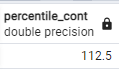 percentile_cont
double precision
112.5